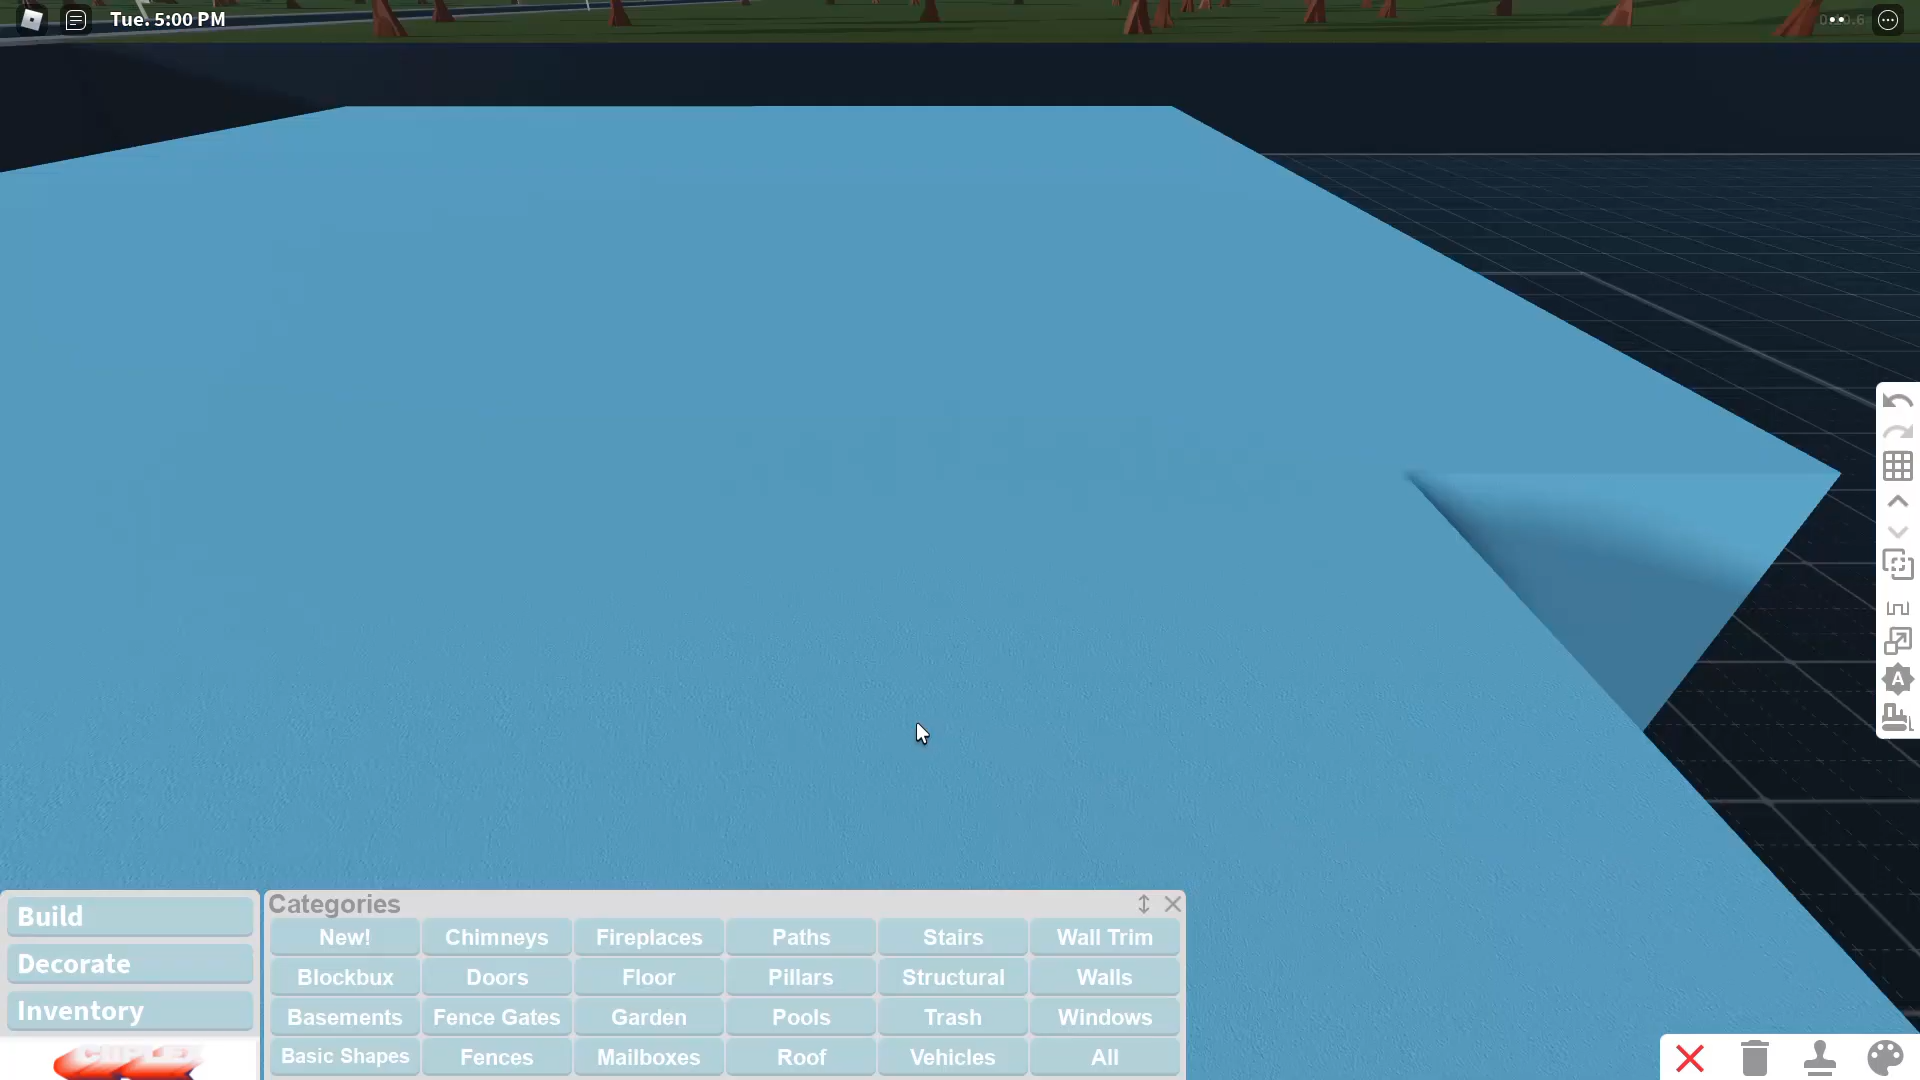 Tue. 5:00 PM
Build
Decorate
Inventory
Categories
New! Chimneys Fireplaces Paths Stairs Wall Trim
Blockbux Doors Floor Pillars Structural Walls
Basements Fence Gates Garden Pools Trash Windows
Basic Shapes Fences Mailboxes Roof Vehicles All
A